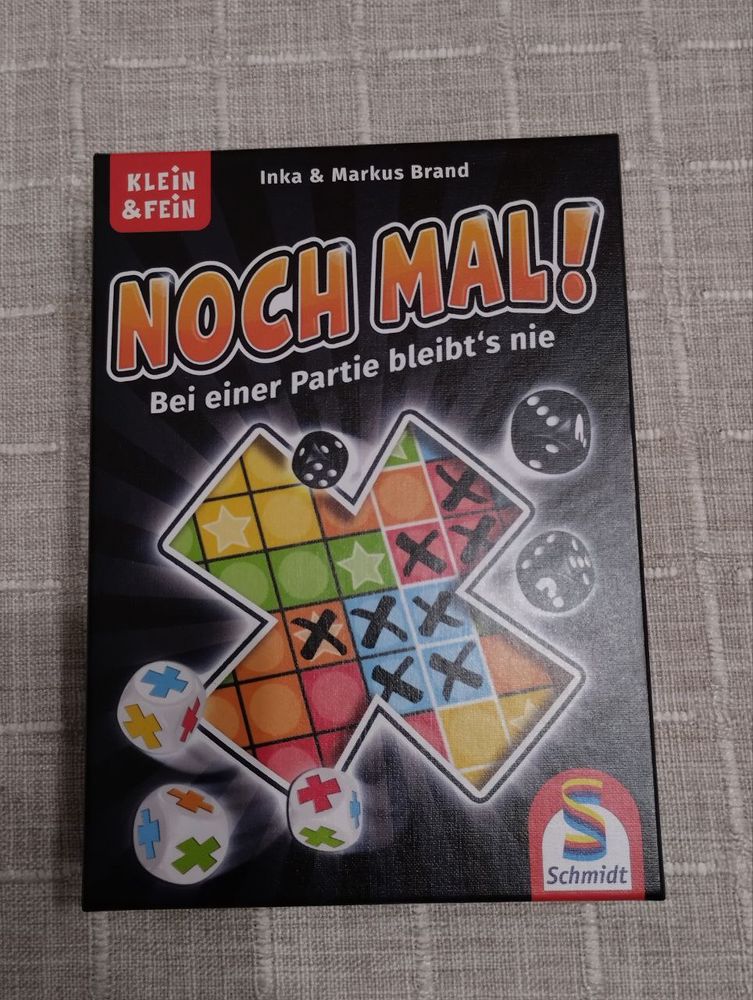 KLEiN
&FEiN
Inka & Markus Brand
NOCH MAL!
Bei einer Partie bleibt‘s nie
Schmidt